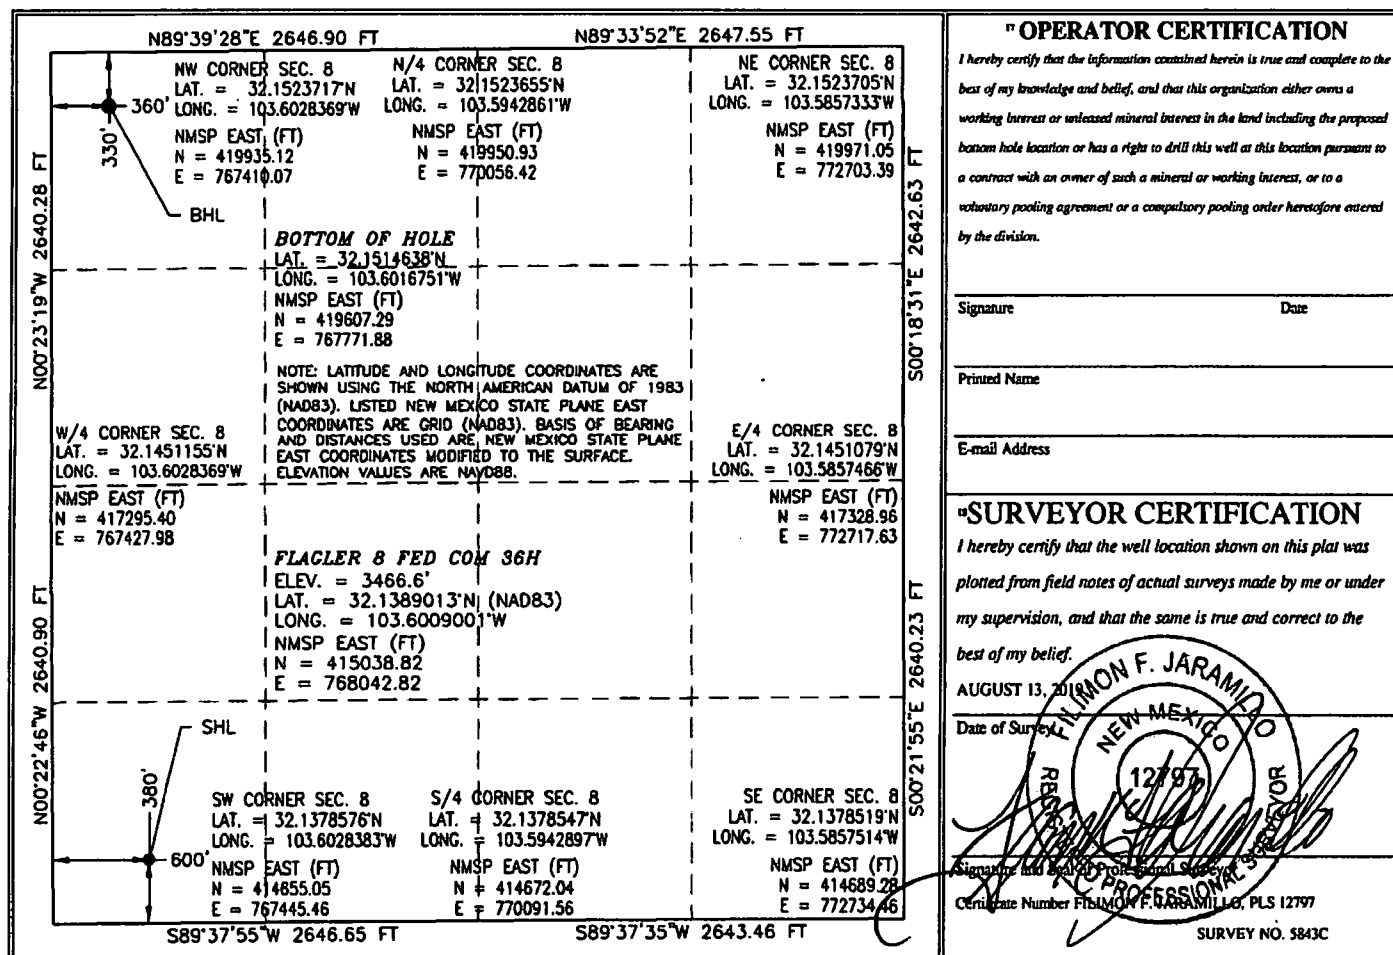 N89°39'28"E 2646.90 FT
N89°33'52"E 2647.55 FT
NW CORNER SEC. 8
LAT. = 32.1523717°N
LONG. = 103.6028369°W
NMSP EAST (FT)
N = 419935.12
E = 767410.07
N/4 CORNER SEC. 8
LAT. = 32.1523655°N
LONG. = 103.5942861°W
NMSP EAST (FT)
N = 419950.93
E = 770056.42
NE CORNER SEC. 8
LAT. = 32.1523705°N
LONG. = 103.5857333°W
NMSP EAST (FT)
N = 419971.05
E = 772703.39
360'
330'
BHL
N00°23'19"W 2640.28 FT
S00°18'31"E 2642.63 FT
BOTTOM OF HOLE
LAT. = 32.1514638°N
LONG. = 103.6016751°W
NMSP EAST (FT)
N = 419607.29
E = 767771.88
NOTE: LATITUDE AND LONGITUDE COORDINATES ARE
SHOWN USING THE NORTH AMERICAN DATUM OF 1983
(NAD83). LISTED NEW MEXICO STATE PLANE EAST
COORDINATES ARE GRID (NAD83). BASIS OF BEARING
AND DISTANCES USED ARE NEW MEXICO STATE PLANE
EAST COORDINATES MODIFIED TO THE SURFACE.
ELEVATION VALUES ARE NAVD88.
W/4 CORNER SEC. 8
LAT. = 32.1451155°N
LONG. = 103.6028369°W
NMSP EAST (FT)
N = 417295.40
E = 767427.98
E/4 CORNER SEC. 8
LAT. = 32.1451079°N
LONG. = 103.5857466°W
NMSP EAST (FT)
N = 417328.96
E = 772717.63
FLAGLER 8 FED COM 36H
ELEV. = 3466.6'
LAT. = 32.1389013°N (NAD83)
LONG. = 103.6009001°W
NMSP EAST (FT)
N = 415038.82
E = 768042.82
N00°22'46"W 2640.90 FT
S00°21'55"E 2640.23 FT
SHL
380'
600'
SW CORNER SEC. 8
LAT. = 32.1378576°N
LONG. = 103.6028383°W
NMSP EAST (FT)
N = 414655.05
E = 767445.46
S/4 CORNER SEC. 8
LAT. = 32.1378547°N
LONG. = 103.5942897°W
NMSP EAST (FT)
N = 414672.04
E = 770091.56
SE CORNER SEC. 8
LAT. = 32.1378519°N
LONG. = 103.5857514°W
NMSP EAST (FT)
N = 414689.28
E = 772734.46
S89°37'55"W 2646.65 FT
S89°37'35"W 2643.46 FT
17 OPERATOR CERTIFICATION
I hereby certify that the information contained herein is true and complete to the
best of my knowledge and belief, and that this organization either owns a
working interest or unleased mineral interest in the land including the proposed
bottom hole location or has a right to drill this well at this location pursuant to
a contract with an owner of such a mineral or working interest, or to a
voluntary pooling agreement or a compulsory pooling order heretofore entered
by the division.
Signature Date
Printed Name
E-mail Address
18 SURVEYOR CERTIFICATION
I hereby certify that the well location shown on this plat was
plotted from field notes of actual surveys made by me or under
my supervision, and that the same is true and correct to the
best of my belief.
AUGUST 13, 2019
Date of Survey
FILIMON F. JARAMILLO
NEW MEXICO
12797
PROFESSIONAL SURVEYOR
Signature and Seal of Professional Surveyor
Certificate Number FILIMON F. JARAMILLO, PLS 12797
SURVEY NO. 5843C